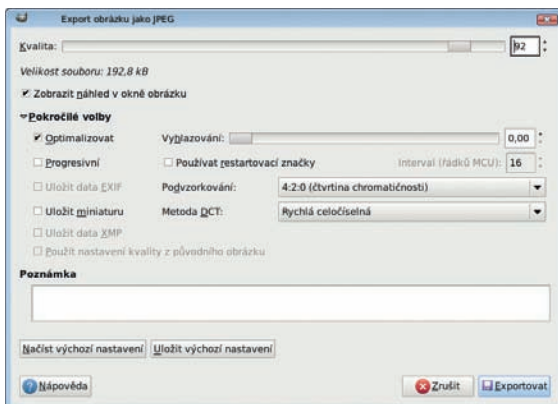 Export obrázku jako JPEG
Kvalita: 92
Velikost souboru: 192,8 kB
Zobrazit náhled v okně obrázku
Pokročilé volby
Optimalizovat Vyhlazování: 0,00
Progresivní Používat restartovací značky Interval (řádků MCU): 16
Uložit data EXIF Podvzorkování: 4:2:0 (čtvrtina chromatičnosti)
Uložit miniaturu Metoda DCT: Rychlá celočíselná
Uložit data XMP
Použít nastavení kvality z původního obrázku
Poznámka
Načíst výchozí nastavení Uložit výchozí nastavení
Nápověda Zrušit Exportovat